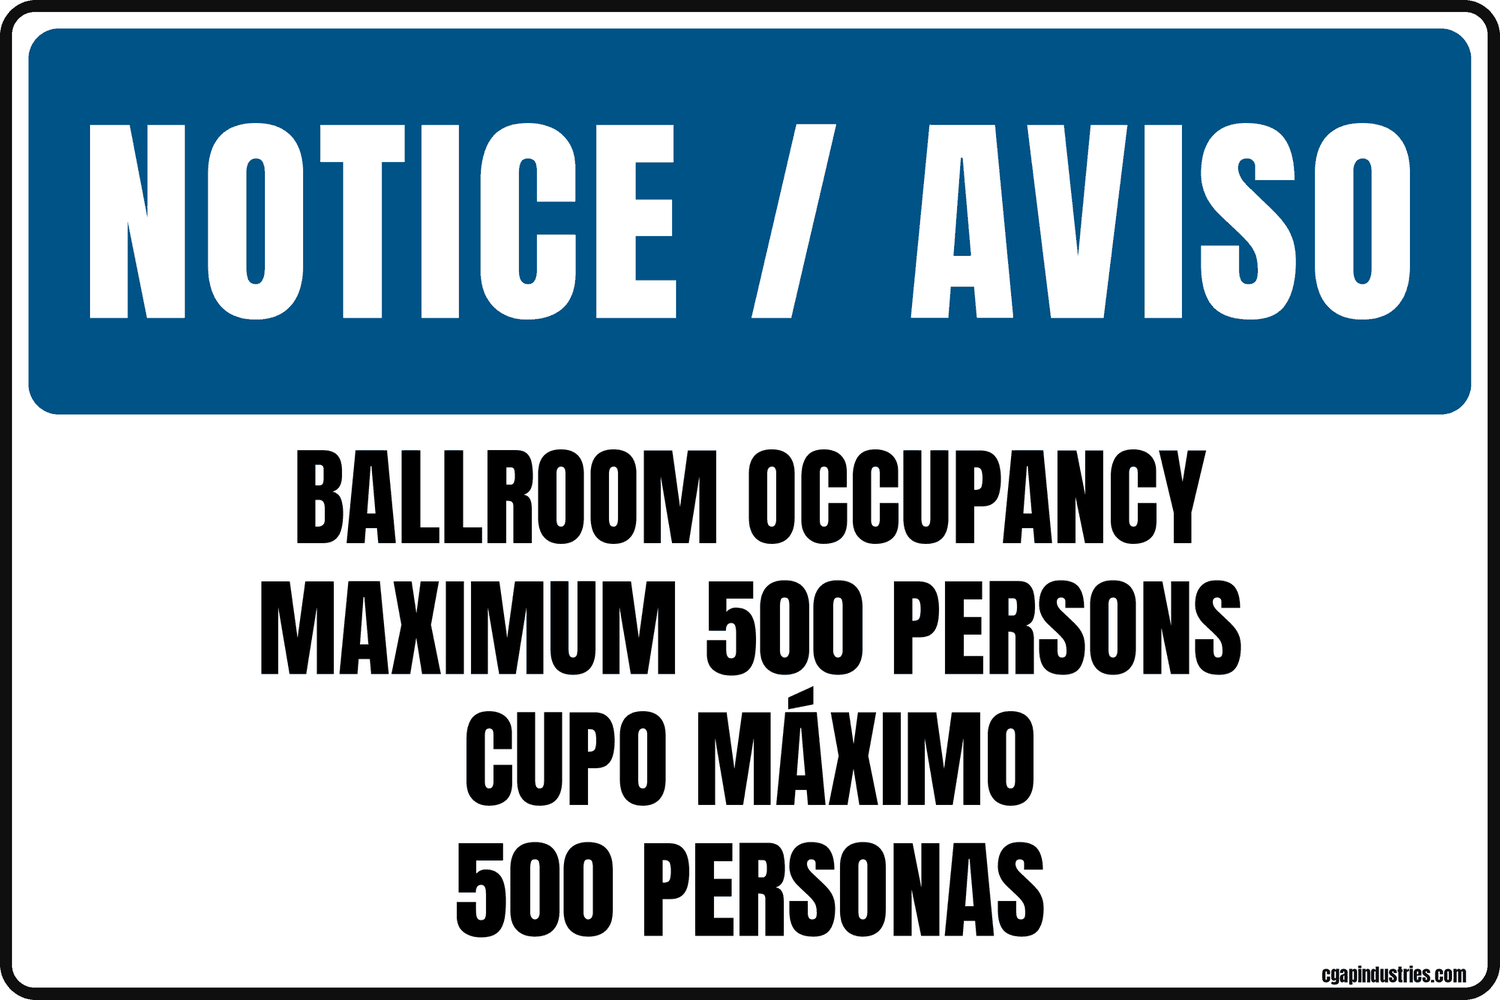 NOTICE / AVISO
BALLROOM OCCUPANCY
MAXIMUM 500 PERSONS
CUPO MÁXIMO
500 PERSONAS
cgapindustries.com